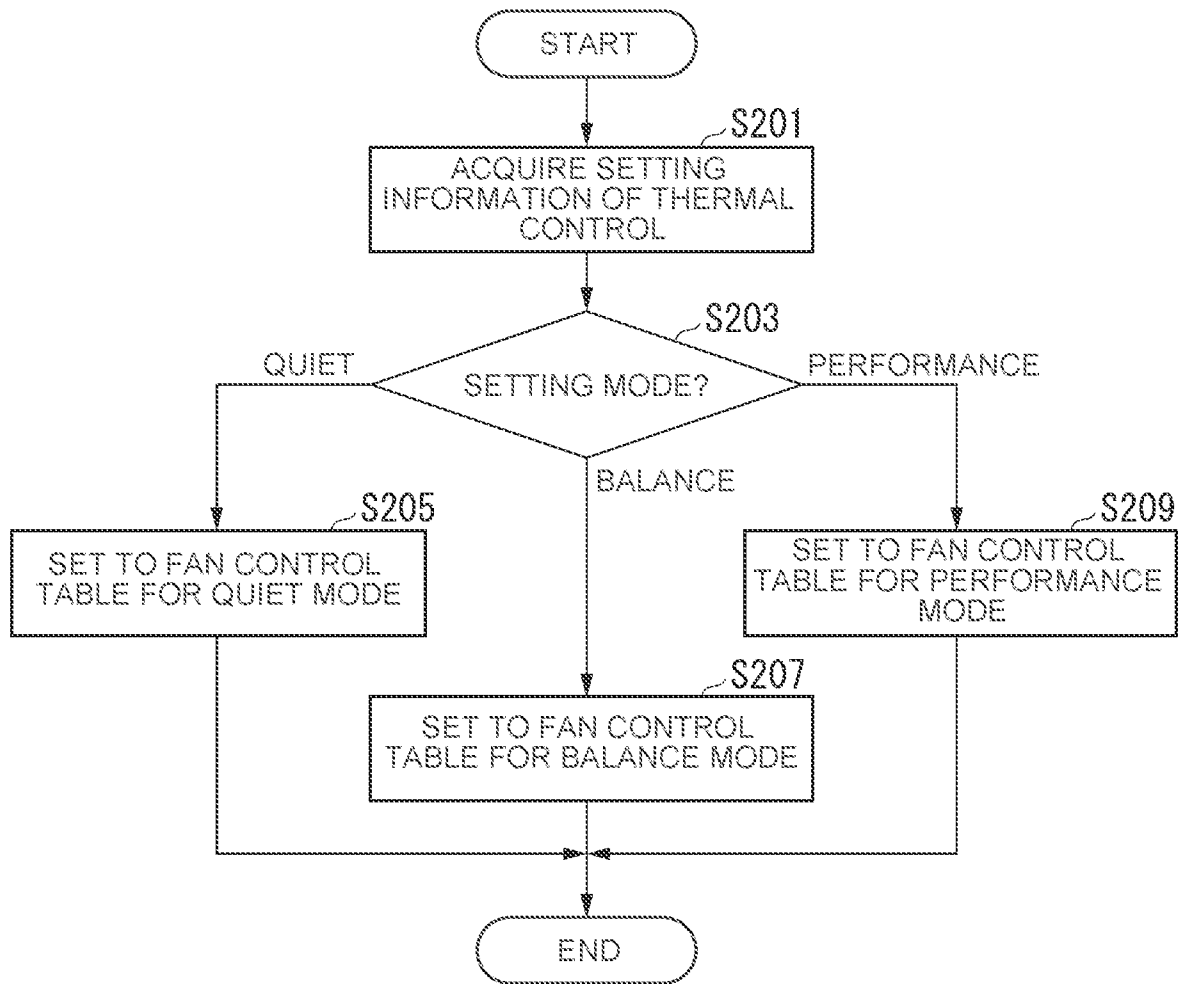 START
S201
ACQUIRE SETTING
INFORMATION OF THERMAL
CONTROL
S203
QUIET
SETTING MODE?
PERFORMANCE
BALANCE
S205
SET TO FAN CONTROL
TABLE FOR QUIET MODE
S209
SET TO FAN CONTROL
TABLE FOR PERFORMANCE
MODE
S207
SET TO FAN CONTROL
TABLE FOR BALANCE MODE
END